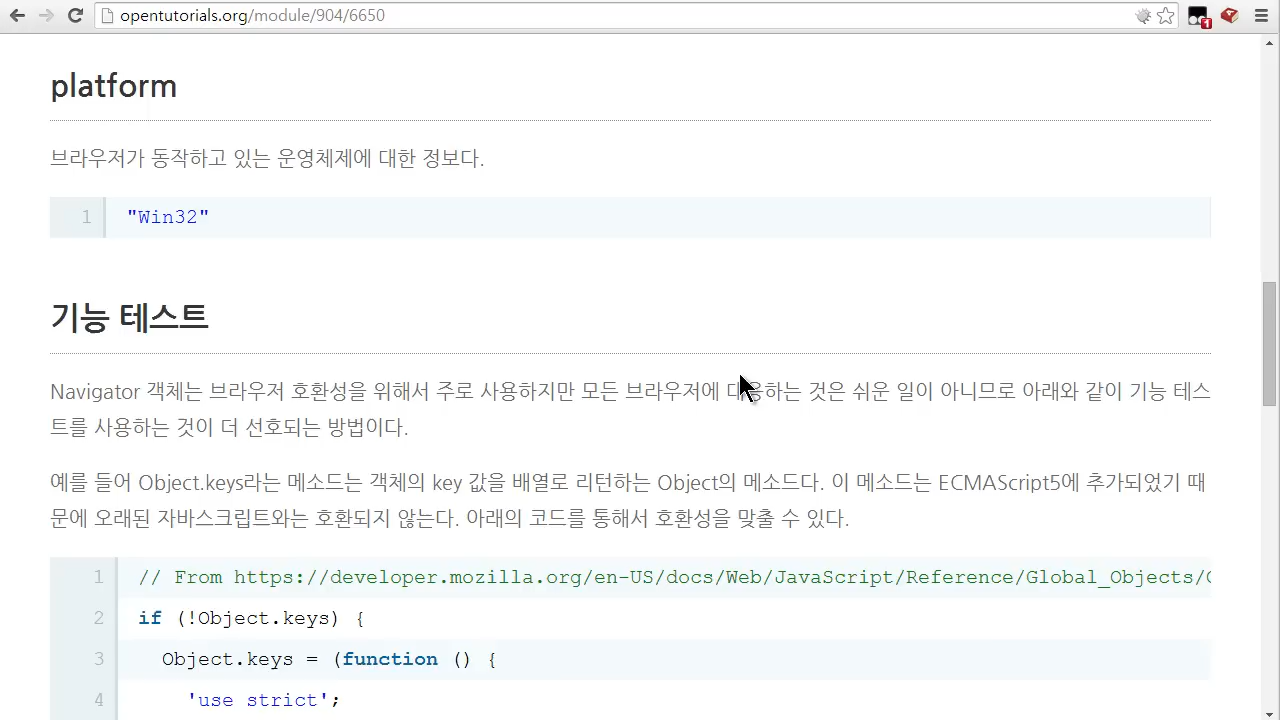 opentutorials.org/module/904/6650
1
platform
브라우저가 동작하고 있는 운영체제에 대한 정보다.
1 "Win32"
기능 테스트
Navigator 객체는 브라우저 호환성을 위해서 주로 사용하지만 모든 브라우저에 대응하는 것은 쉬운 일이 아니므로 아래와 같이 기능 테스
트를 사용하는 것이 더 선호되는 방법이다.
예를 들어 Object.keys라는 메소드는 객체의 key 값을 배열로 리턴하는 Object의 메소드다. 이 메소드는 ECMAScript5에 추가되었기 때
문에 오래된 자바스크립트와는 호환되지 않는다. 아래의 코드를 통해서 호환성을 맞출 수 있다.
1 // From https://developer.mozilla.org/en-US/docs/Web/JavaScript/Reference/Global_Objects/
2 if (!Object.keys) {
3 Object.keys = (function () {
4 'use strict';